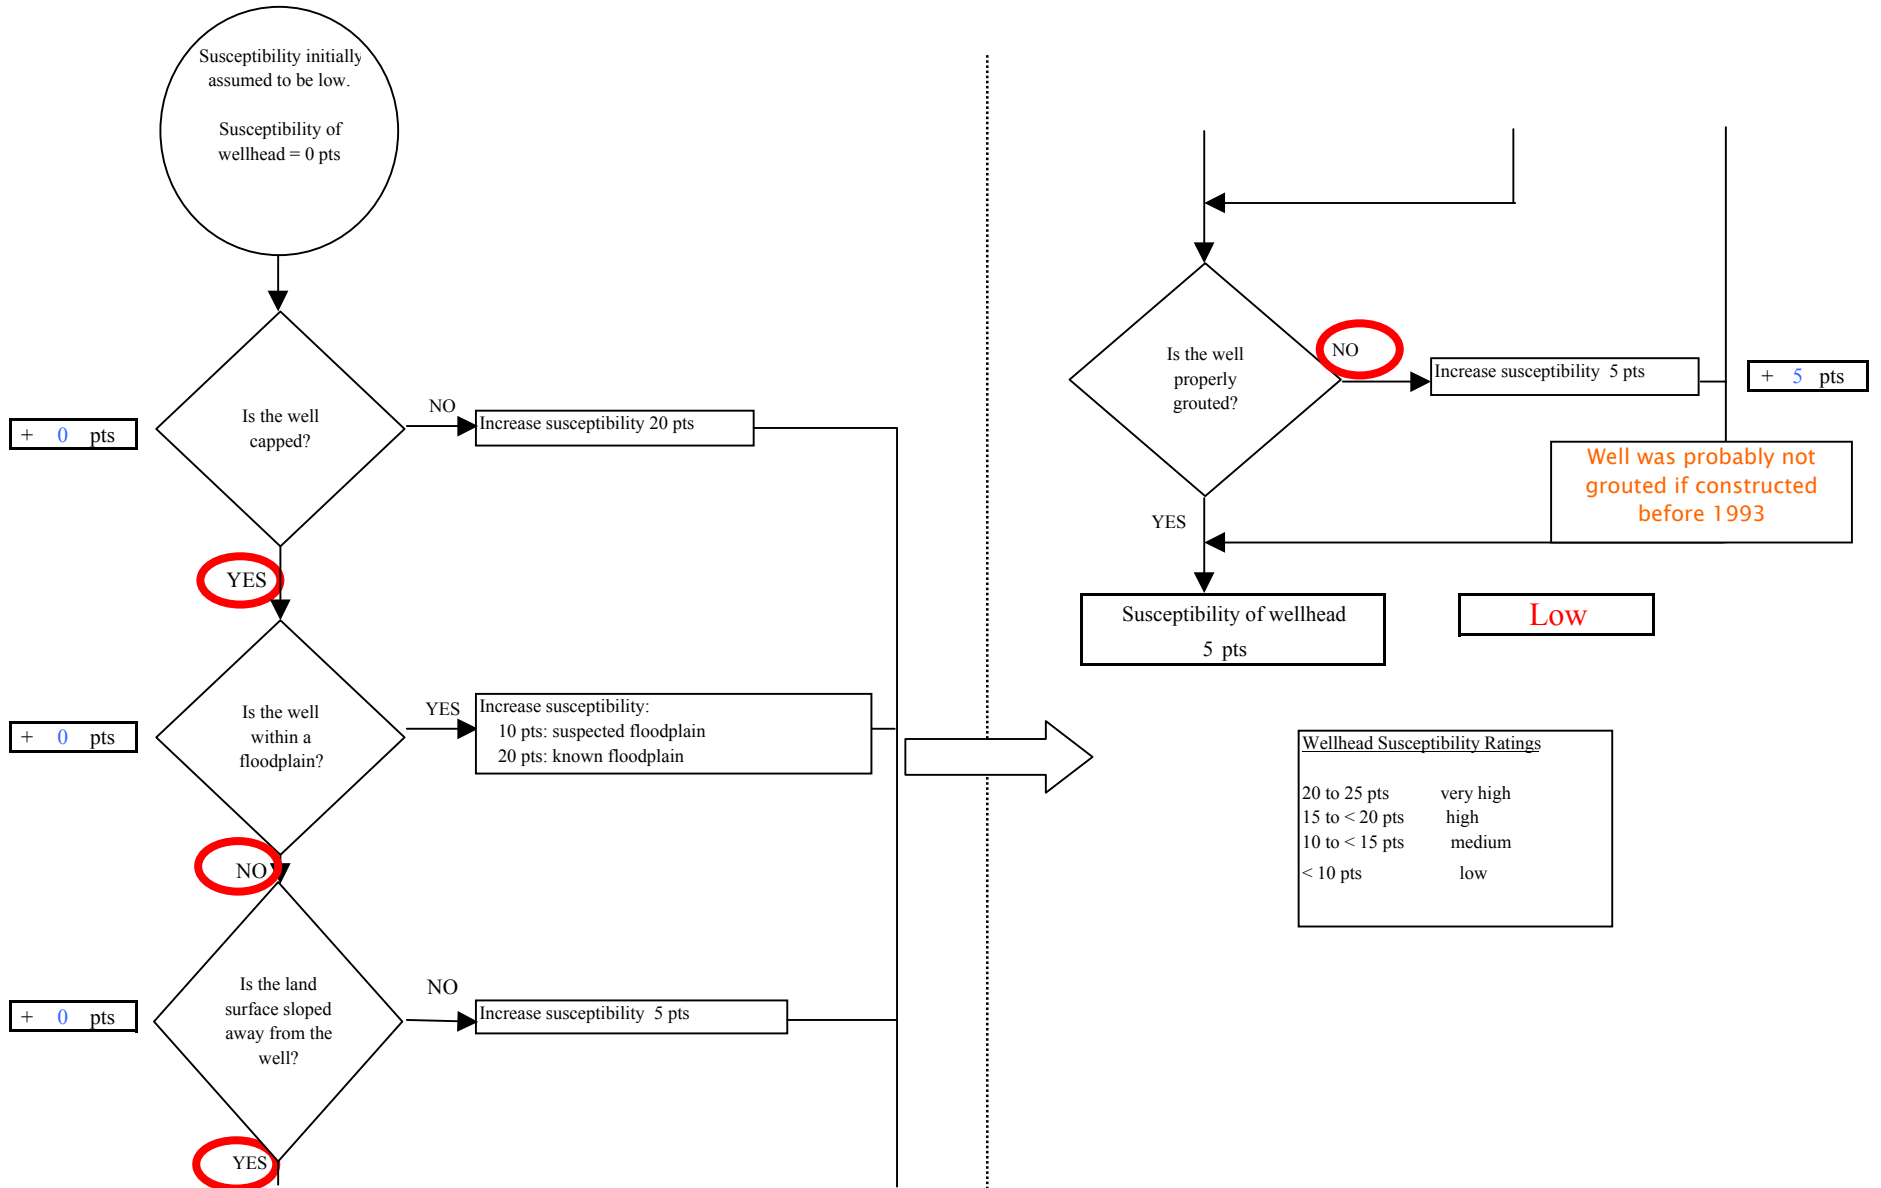 Susceptibility initially
assumed to be low.
Susceptibility of
wellhead = 0 pts
Is the well
capped?
NO
Increase susceptibility 20 pts
+ 0 pts
YES
Is the well
within a
floodplain?
YES
Increase susceptibility:
10 pts: suspected floodplain
20 pts: known floodplain
+ 0 pts
NO
Is the land
surface sloped
away from the
well?
NO
Increase susceptibility 5 pts
+ 0 pts
YES
Is the well
properly
grouted?
NO
Increase susceptibility 5 pts
+ 5 pts
Well was probably not
grouted if constructed
before 1993
YES
Susceptibility of wellhead
5 pts
Low
Wellhead Susceptibility Ratings
20 to 25 pts very high
15 to < 20 pts high
10 to < 15 pts medium
< 10 pts low